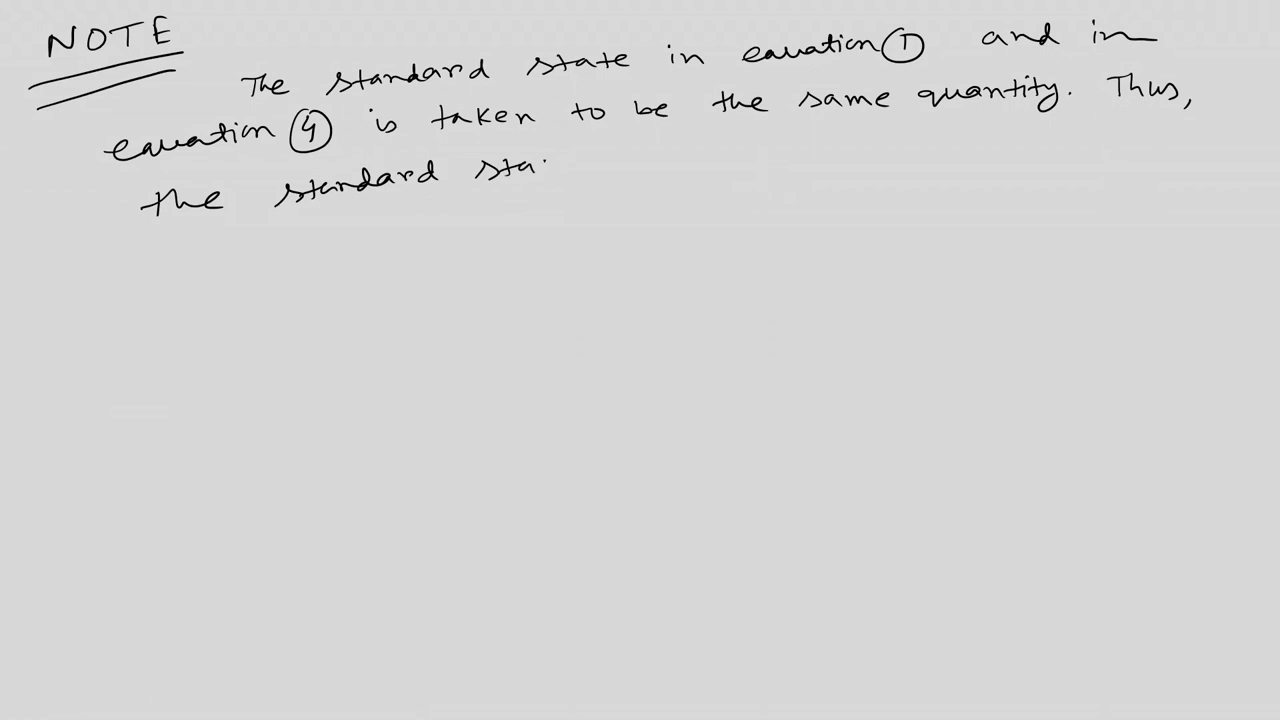 NOTE
The standard state in equation ① and in
equation ④ is taken to be the same quantity. Thus,
the standard sta